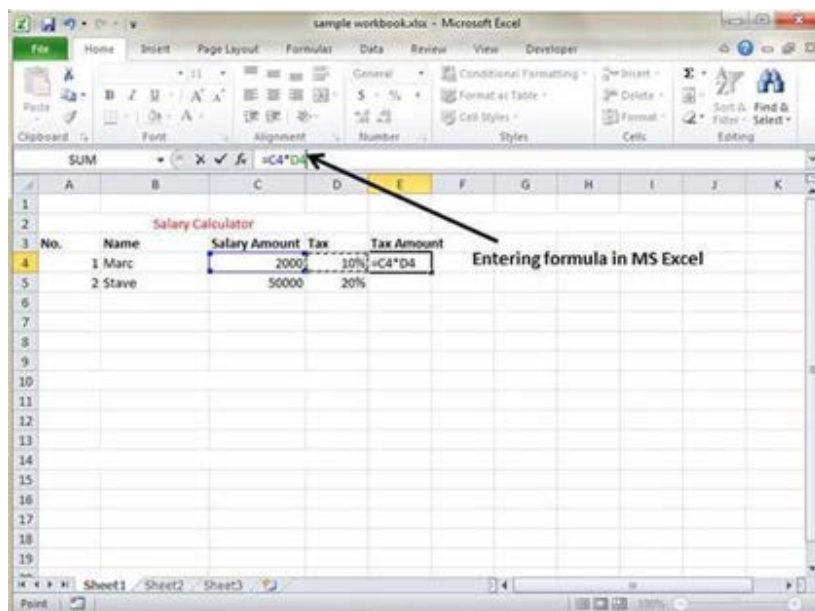 sample workbook.xlsx - Microsoft Excel
File Home Insert Page Layout Formulas Data Review View Developer
Paste
B I U A A
General
$ %
Conditional Formatting
Format as Table
Cell Styles
Insert
Delete
Format
Sort & Filter
Find & Select
Clipboard Font Alignment Number Styles Cells Editing
SUM fx =C4*D4
A B C D E F G H I J K
1
2 Salary Calculator
3 No. Name Salary Amount Tax Tax Amount
4 1 Marc 2000 10% =C4*D4
Entering formula in MS Excel
5 2 Stave 50000 20%
6
7
8
9
10
11
12
13
14
15
16
17
18
19
Sheet1 Sheet2 Sheet3
Point 100%